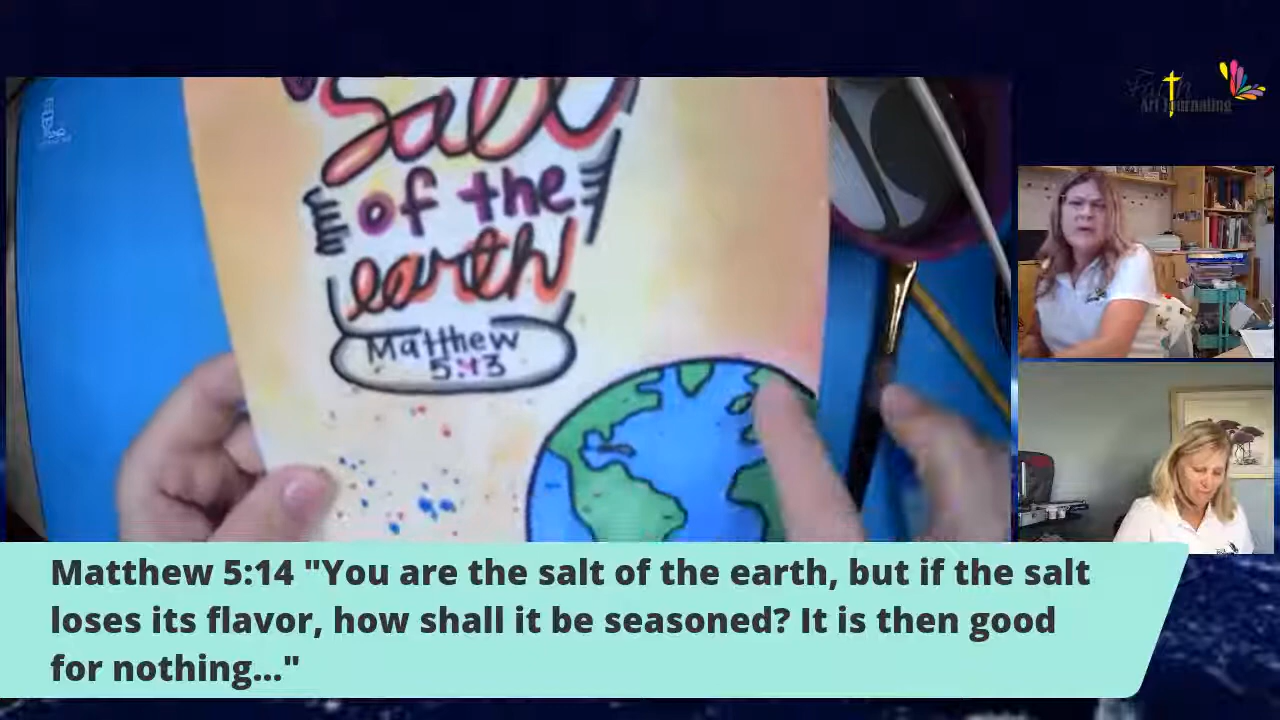 Faith
Art Journaling
Salt
of the
earth
Matthew
5:13
Matthew 5:14 "You are the salt of the earth, but if the salt
loses its flavor, how shall it be seasoned? It is then good
for nothing..."